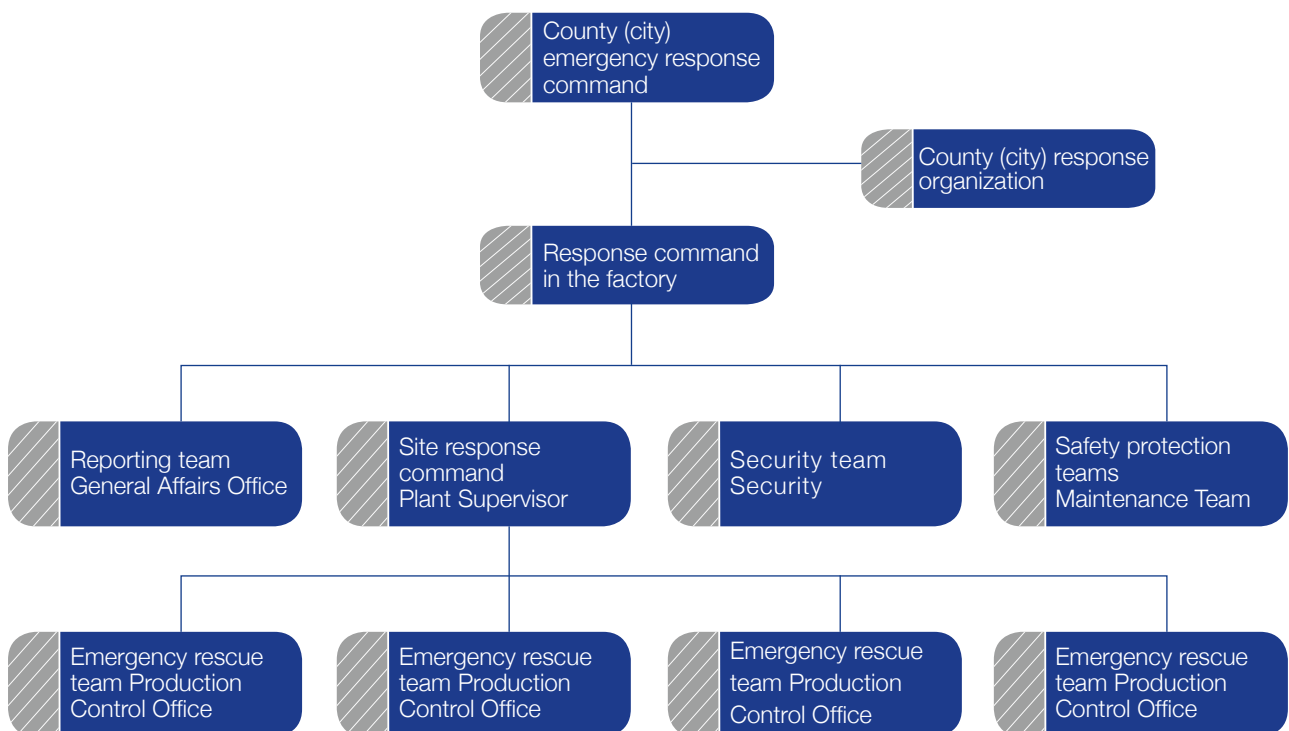 County (city)
emergency response
command
County (city) response
organization
Response command
in the factory
Reporting team
General Affairs Office
Site response
command
Plant Supervisor
Security team
Security
Safety protection
teams
Maintenance Team
Emergency rescue
team Production
Control Office
Emergency rescue
team Production
Control Office
Emergency rescue
team Production
Control Office
Emergency rescue
team Production
Control Office